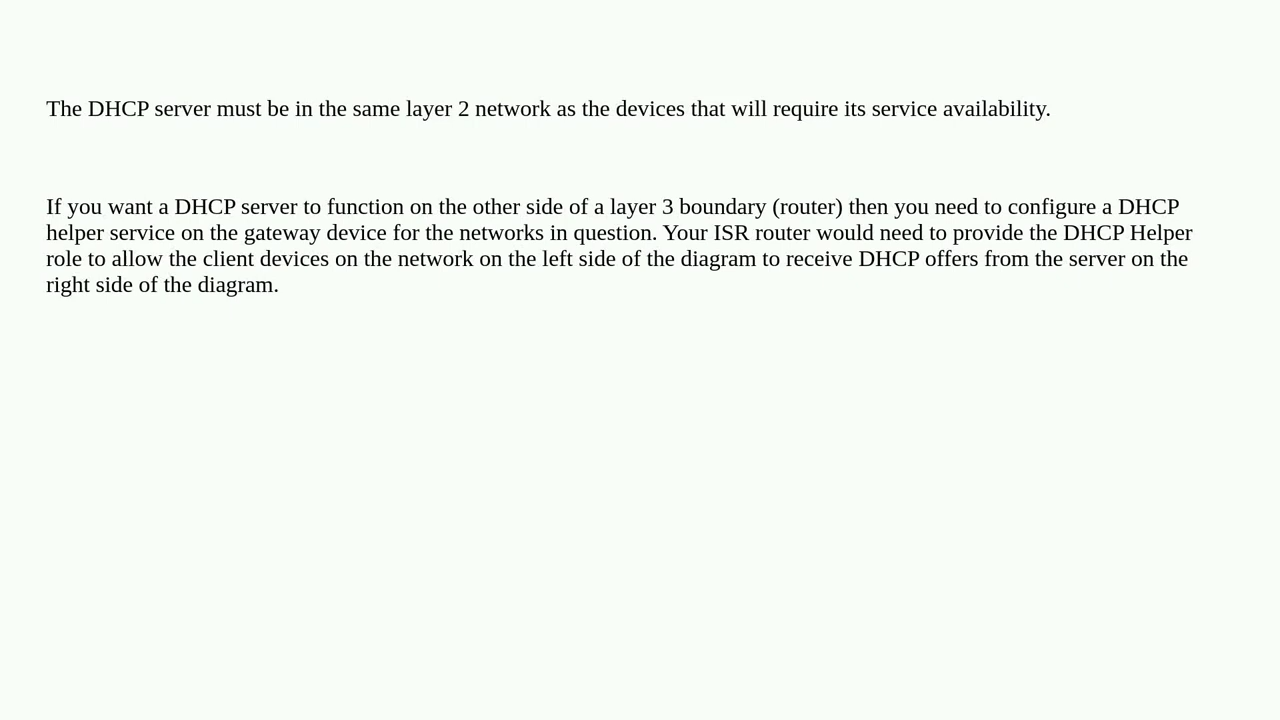 The DHCP server must be in the same layer 2 network as the devices that will require its service availability.
If you want a DHCP server to function on the other side of a layer 3 boundary (router) then you need to configure a DHCP
helper service on the gateway device for the networks in question. Your ISR router would need to provide the DHCP Helper
role to allow the client devices on the network on the left side of the diagram to receive DHCP offers from the server on the
right side of the diagram.